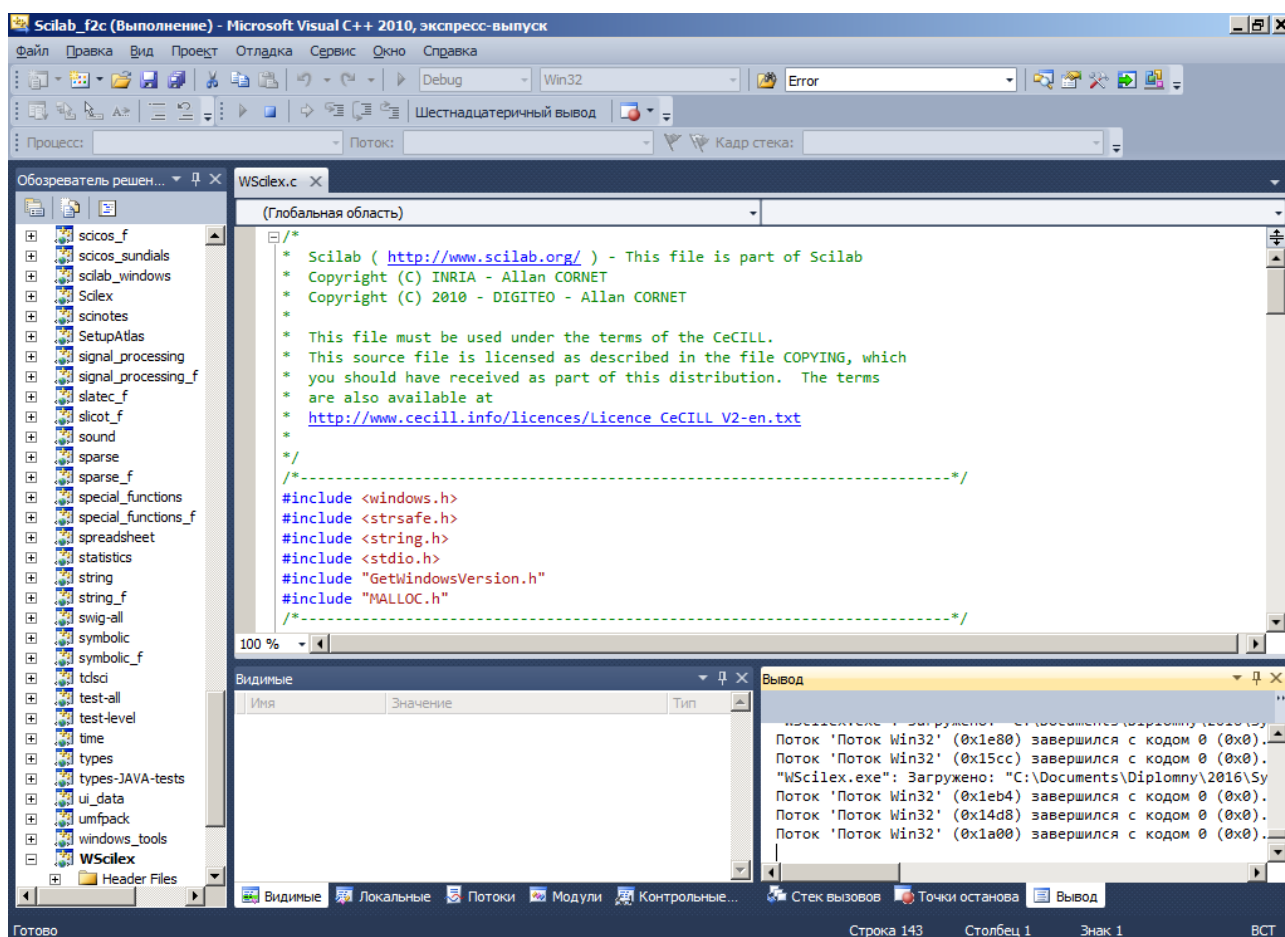 Scilab_f2c (Выполнение) - Microsoft Visual C++ 2010, экспресс-выпуск
Файл Правка Вид Проект Отладка Сервис Окно Справка
Debug Win32 Error
Шестнадцатеричный вывод
Процесс: Поток: Кадр стека:
Обозреватель решен...
scicos_f
scicos_sundials
scilab_windows
Scilex
scinotes
SetupAtlas
signal_processing
signal_processing_f
slatec_f
slicot_f
sound
sparse
sparse_f
special_functions
special_functions_f
spreadsheet
statistics
string
string_f
swig-all
symbolic
symbolic_f
tclsci
test-all
test-level
time
types
types-JAVA-tests
ui_data
umfpack
windows_tools
WScilex
Header Files
WScilex.c
(Глобальная область)
/*
*  Scilab ( http://www.scilab.org/ ) - This file is part of Scilab
*  Copyright (C) INRIA - Allan CORNET
*  Copyright (C) 2010 - DIGITEO - Allan CORNET
*
*  This file must be used under the terms of the CeCILL.
*  This source file is licensed as described in the file COPYING, which
*  you should have received as part of this distribution.  The terms
*  are also available at
*  http://www.cecill.info/licences/Licence_CeCILL_V2-en.txt
*
*/
/*--------------------------------------------------------------------------*/
#include <windows.h>
#include <strsafe.h>
#include <string.h>
#include <stdio.h>
#include "GetWindowsVersion.h"
#include "MALLOC.h"
/*--------------------------------------------------------------------------*/
100 %
Видимые
Имя Значение Тип
Видимые Локальные Потоки Модули Контрольные...
Вывод
"WScilex.exe": Загружено: "C:\Documents\Diplomny\2016\Sy
Поток 'Поток Win32' (0x1e80) завершился с кодом 0 (0x0).
Поток 'Поток Win32' (0x15cc) завершился с кодом 0 (0x0).
"WScilex.exe": Загружено: "C:\Documents\Diplomny\2016\Sy
Поток 'Поток Win32' (0x1eb4) завершился с кодом 0 (0x0).
Поток 'Поток Win32' (0x14d8) завершился с кодом 0 (0x0).
Поток 'Поток Win32' (0x1a00) завершился с кодом 0 (0x0).
Стек вызовов Точки останова Вывод
Готово Строка 143 Столбец 1 Знак 1 ВСТ